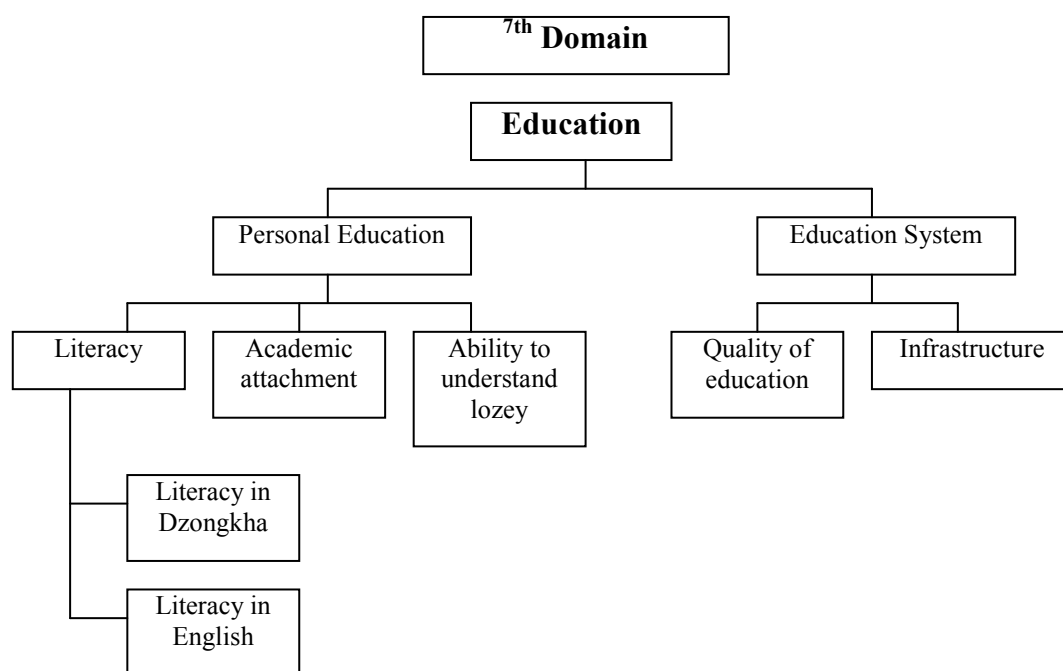 7th Domain
Education
Personal Education
Education System
Literacy
Academic
attachment
Ability to
understand
lozey
Quality of
education
Infrastructure
Literacy in
Dzongkha
Literacy in
English